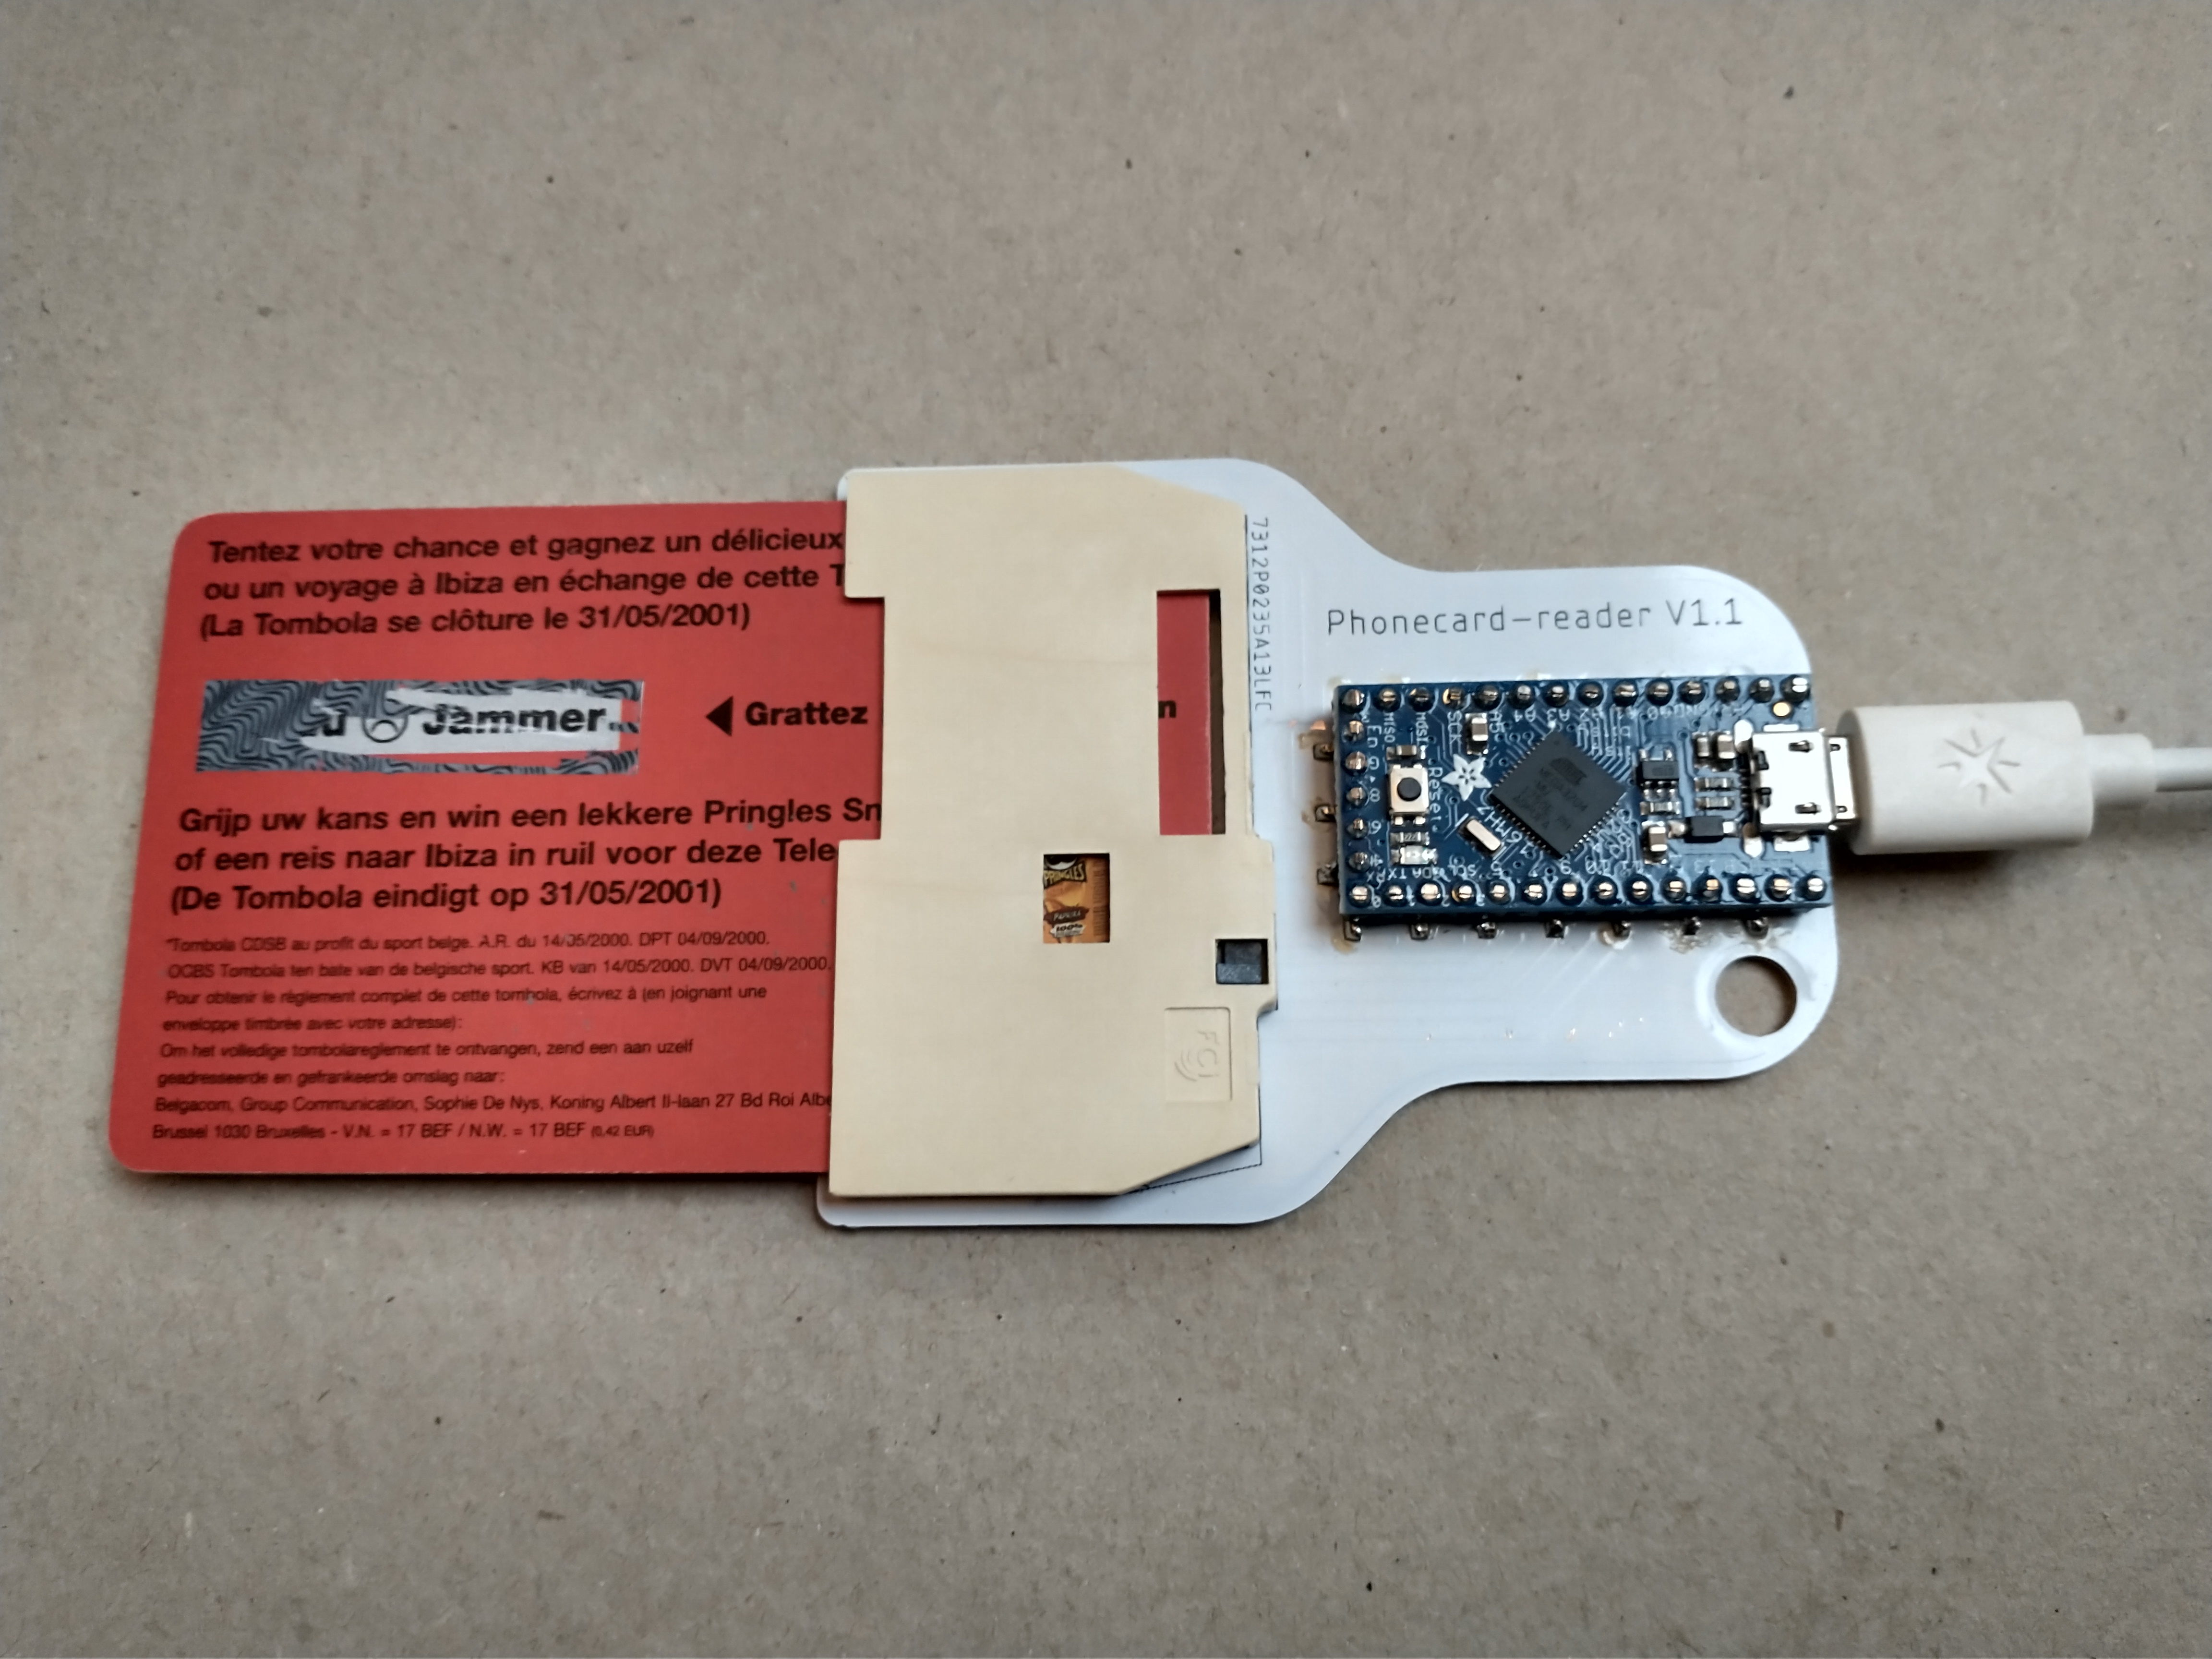 Tentez votre chance et gagnez un délicieux
ou un voyage à Ibiza en échange de cette T
(La Tombola se clôture le 31/05/2001)
Jammer
◀ Grattez
n
Grijp uw kans en win een lekkere Pringles Sn
of een reis naar Ibiza in ruil voor deze Tele
(De Tombola eindigt op 31/05/2001)
*Tombola COSB au profit du sport belge. A.R. du 14/05/2000. DPT 04/09/2000.
OCBS Tombola ten bate van de belgische sport. KB van 14/05/2000. DVT 04/09/2000.
Pour obtenir le règlement complet de cette tombola, écrivez à (en joignant une
enveloppe timbrée avec votre adresse):
Om het volledige tombolareglement te ontvangen, zend een aan uzelf
geadresseerde en gefrankeerde omslag naar:
Belgacom, Group Communication, Sophie De Nys, Koning Albert II-laan 27 Bd Roi Albe
Brussel 1030 Bruxelles - V.N. = 17 BEF / N.W. = 17 BEF (0,42 EUR)
FCI
7312P0235A13LFC
Phonecard-reader V1.1
Reset
16MHz
MISO
MOSI
SCK